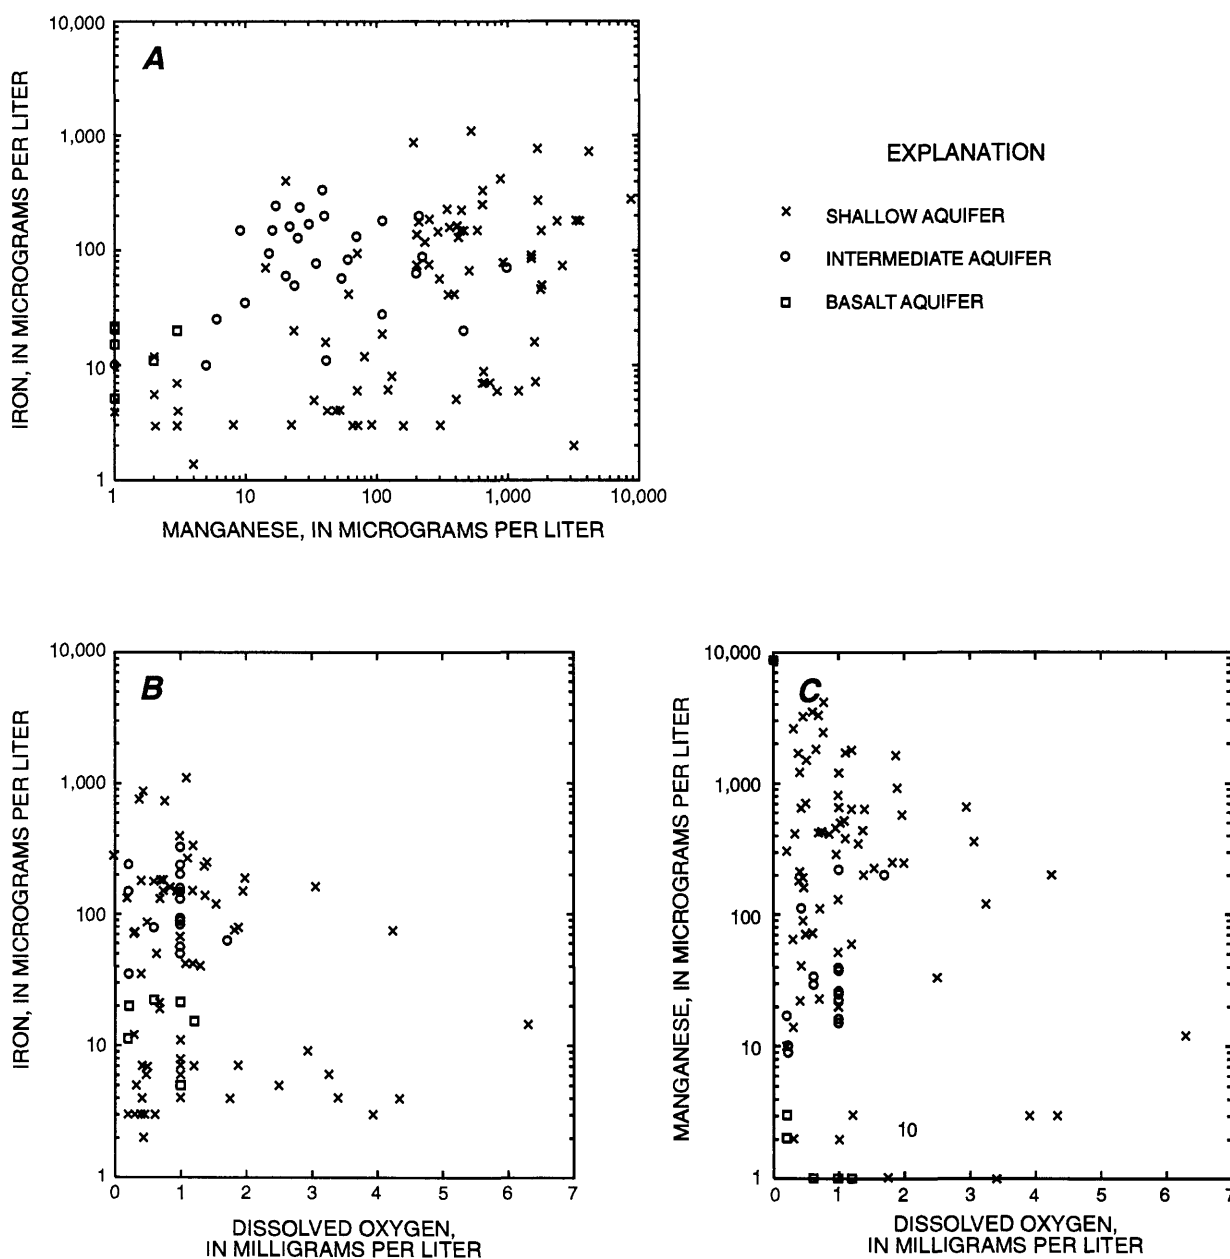 10,000
1,000
100
10
1
IRON, IN MICROGRAMS PER LITER
A
1
10
100
1,000
10,000
MANGANESE, IN MICROGRAMS PER LITER
EXPLANATION
SHALLOW AQUIFER
INTERMEDIATE AQUIFER
BASALT AQUIFER
10,000
1,000
100
10
1
IRON, IN MICROGRAMS PER LITER
B
0
1
2
3
4
5
6
7
DISSOLVED OXYGEN,
IN MILLIGRAMS PER LITER
10,000
1,000
100
10
1
MANGANESE, IN MICROGRAMS PER LITER
C
10
0
1
2
3
4
5
6
7
DISSOLVED OXYGEN,
IN MILLIGRAMS PER LITER